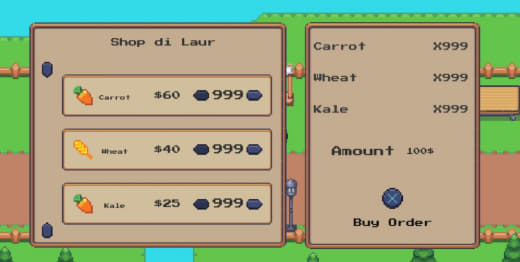 Shop di Laur
Carrot $60 999
Wheat $40 999
Kale $25 999
Carrot X999
Wheat X999
Kale X999
Amount 100$
Buy Order